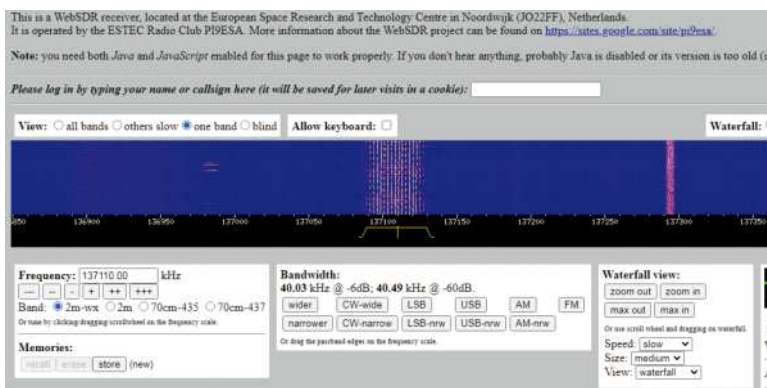 This is a WebSDR receiver, located at the European Space Research and Technology Centre in Noordwijk (JO22FF), Netherlands.
It is operated by the ESTEC Radio Club PI9ESA. More information about the WebSDR project can be found on https://sites.google.com/site/pi9esa/.
Note: you need both Java and JavaScript enabled for this page to work properly. If you don't hear anything, probably Java is disabled or its version is too old (i
Please log in by typing your name or callsign here (it will be saved for later visits in a cookie):
View: all bands others slow one band blind Allow keyboard: Waterfall:
850 136900 136950 137000 137050 137100 137150 137200 137250 137300 137350
Frequency: 137110.00 kHz
--- -- - + ++ +++
Band: 2m-wx 2m 70cm-435 70cm-437
Or tune by clicking/dragging/scrollwheel on the frequency scale.
Memories:
recall erase store (new)
Bandwidth:
40.03 kHz @ -6dB; 40.49 kHz @ -60dB.
wider CW-wide LSB USB AM FM
narrower CW-narrow LSB-nrw USB-nrw AM-nrw
Or drag the passband edges on the frequency scale.
Waterfall view:
zoom out zoom in
max out max in
Or use scroll wheel and dragging on waterfall.
Speed: slow
Size: medium
View: waterfall